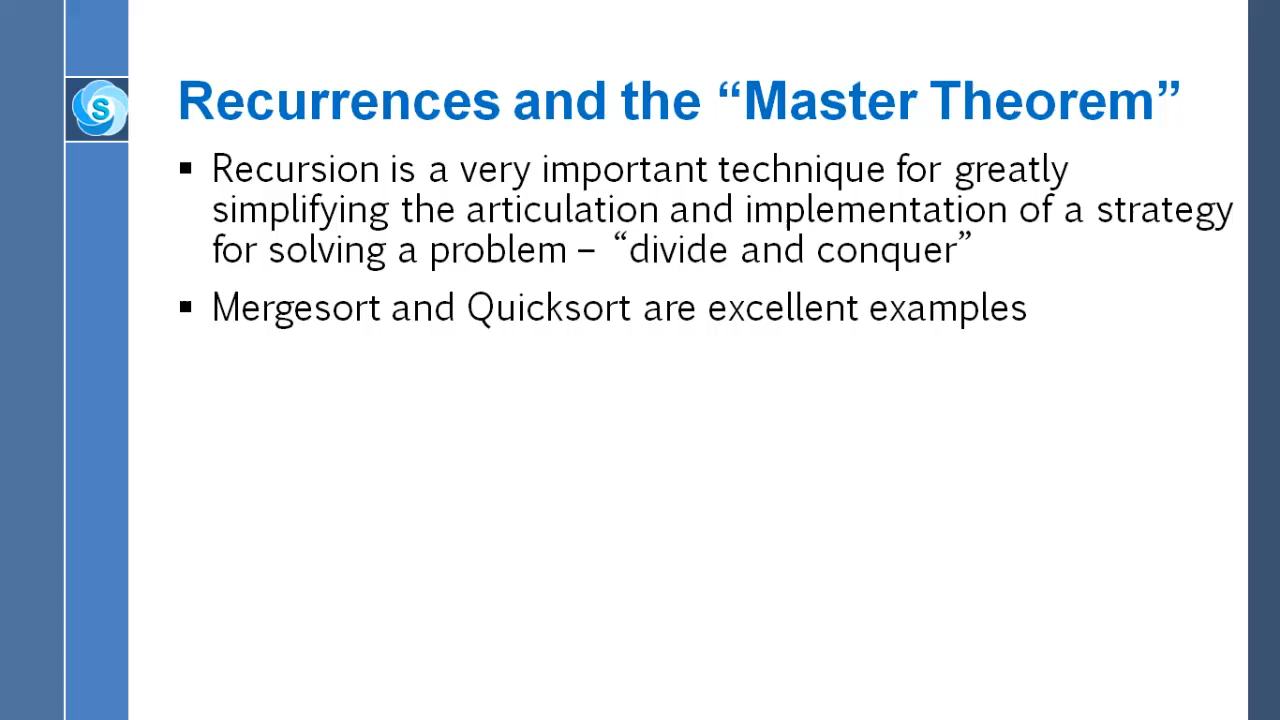 S
Recurrences and the “Master Theorem”
▪ Recursion is a very important technique for greatly
simplifying the articulation and implementation of a strategy
for solving a problem – “divide and conquer”
▪ Mergesort and Quicksort are excellent examples